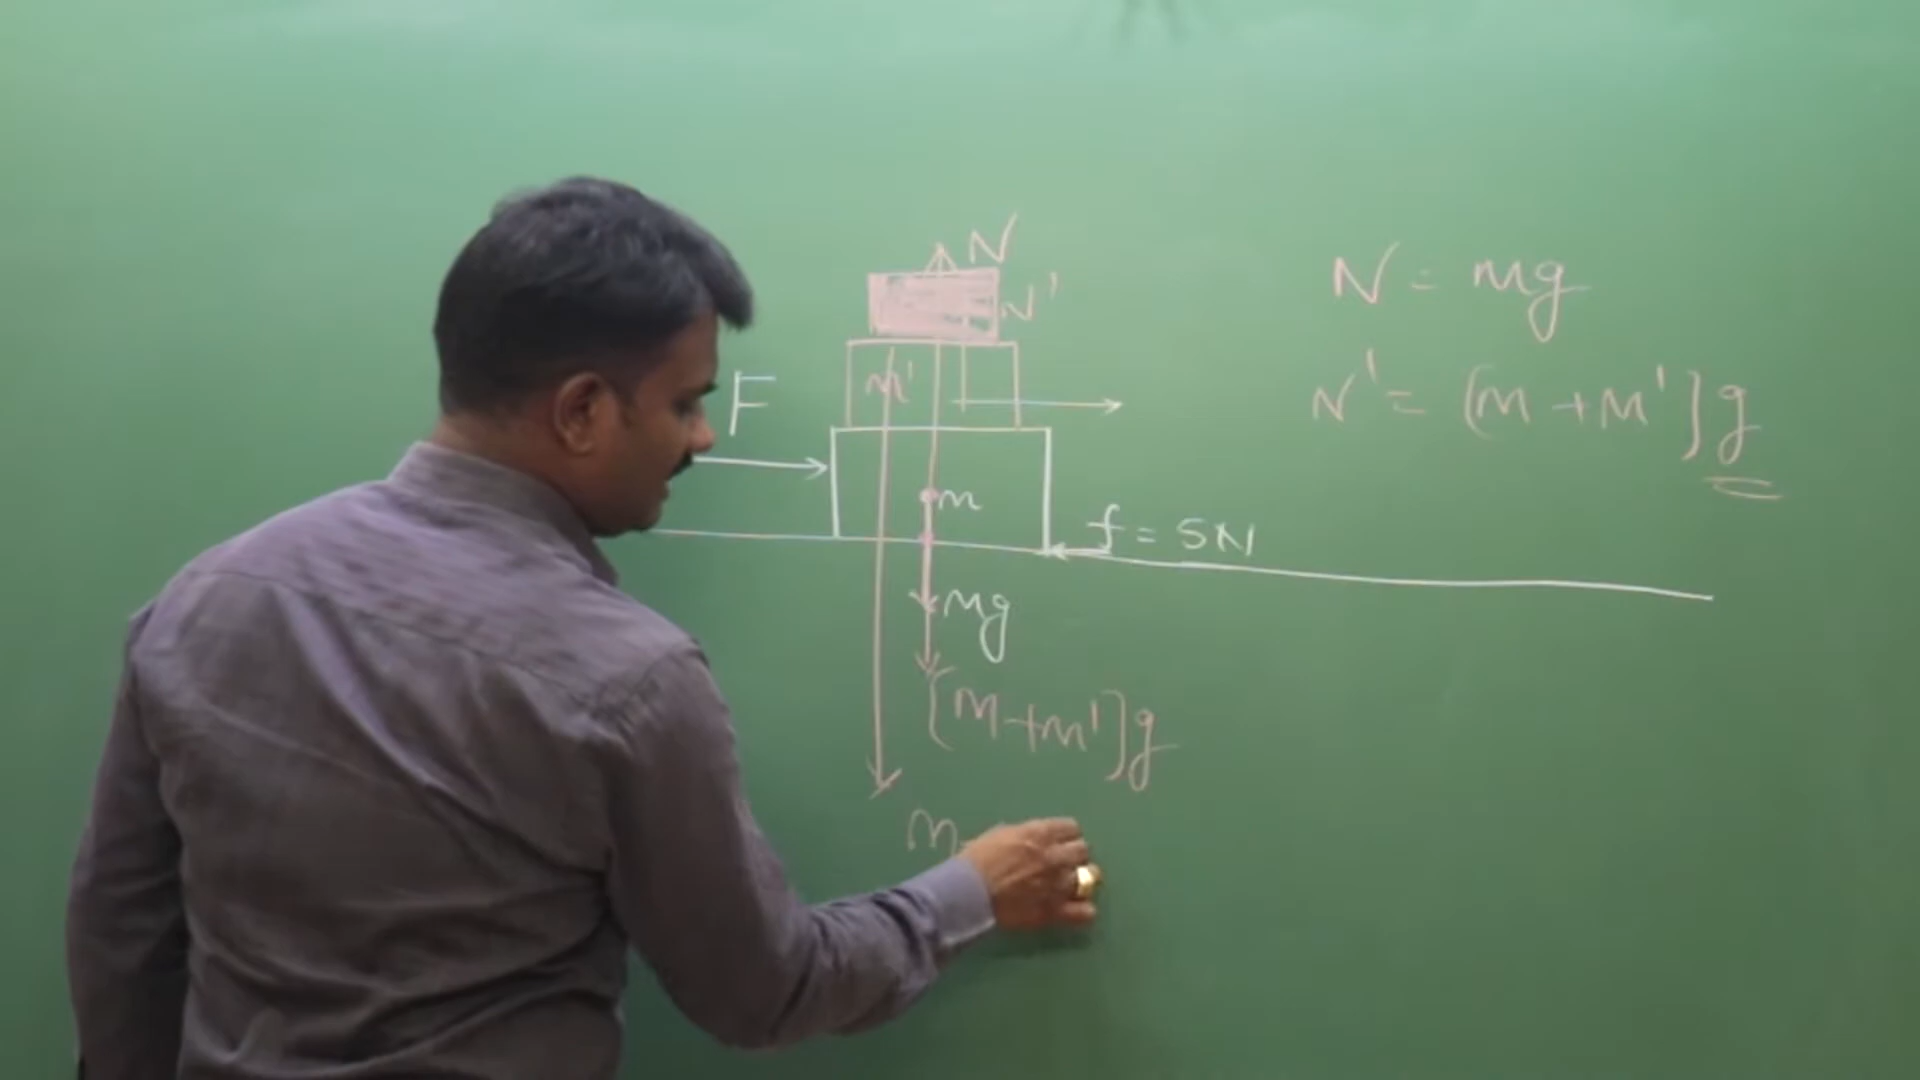 N
N'
m'
F
m
f = 5N
mg
[m+m']g
m
N = mg
N' = [m+m']g